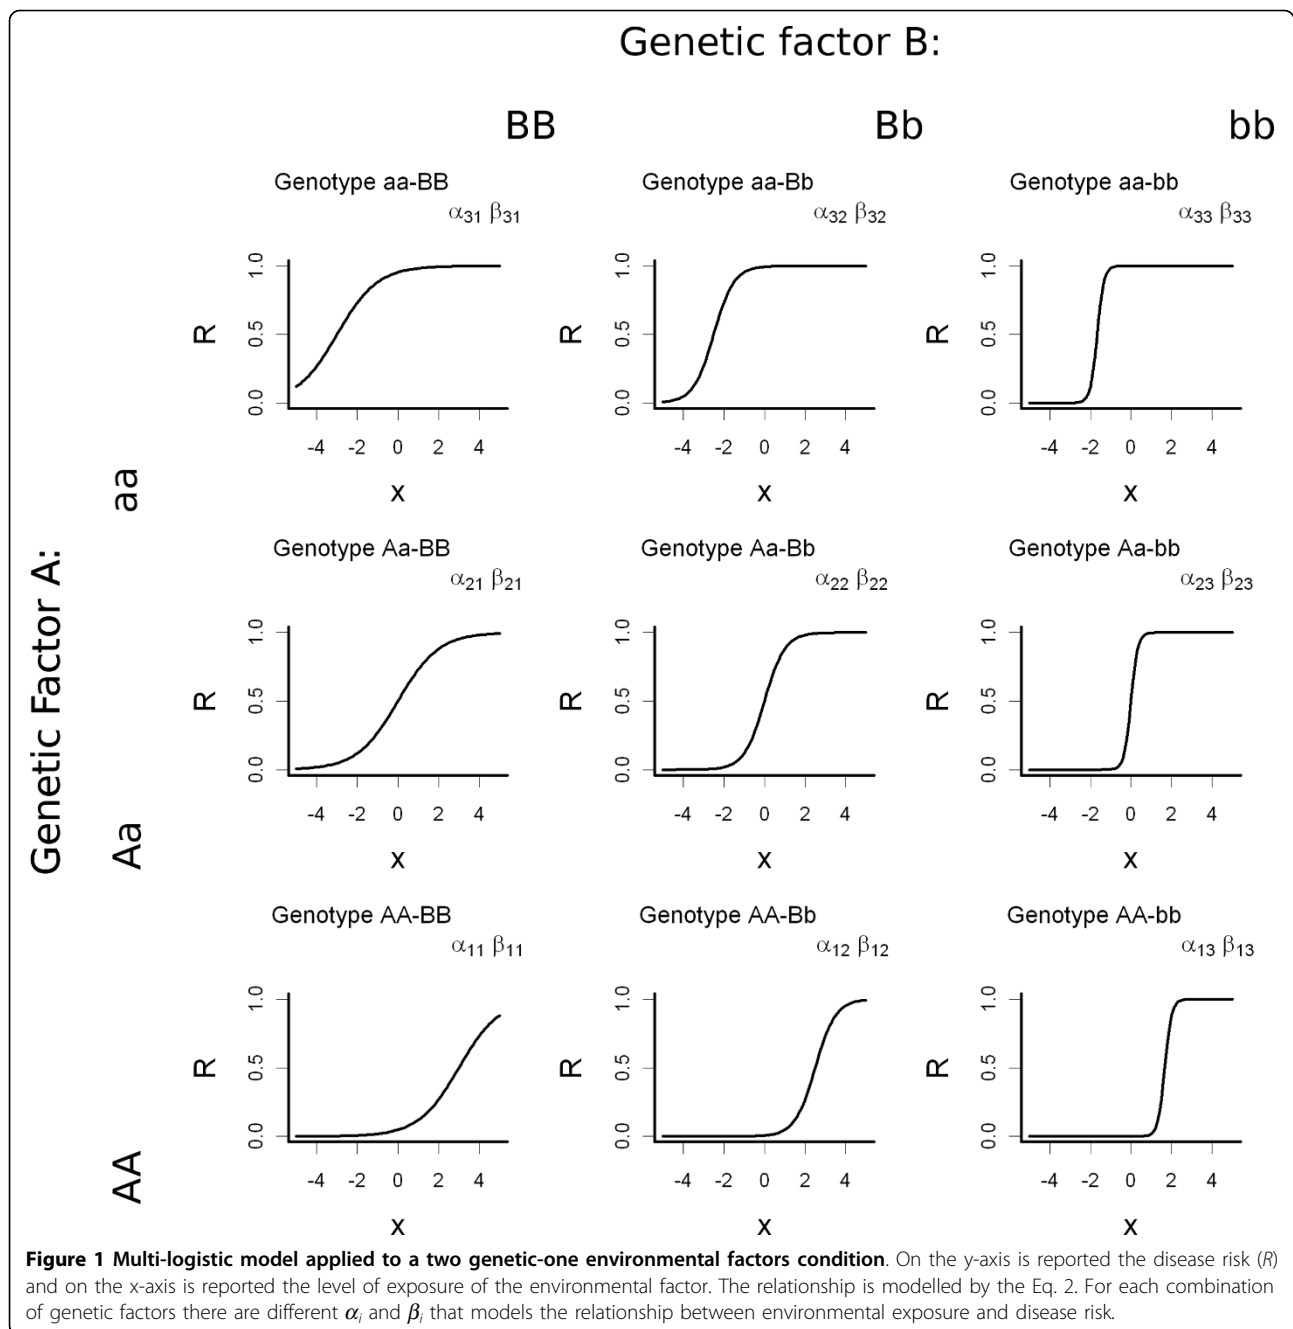 Genetic factor B:
BB Bb bb
Genotype aa-BB Genotype aa-Bb Genotype aa-bb
α31 β31 α32 β32 α33 β33
R 0.0 0.5 1.0 R 0.0 0.5 1.0 R 0.0 0.5 1.0
-4 -2 0 2 4 -4 -2 0 2 4 -4 -2 0 2 4
x x x
aa
Genetic Factor A:
Genotype Aa-BB Genotype Aa-Bb Genotype Aa-bb
α21 β21 α22 β22 α23 β23
R 0.0 0.5 1.0 R 0.0 0.5 1.0 R 0.0 0.5 1.0
-4 -2 0 2 4 -4 -2 0 2 4 -4 -2 0 2 4
x x x
Aa
Genotype AA-BB Genotype AA-Bb Genotype AA-bb
α11 β11 α12 β12 α13 β13
R 0.0 0.5 1.0 R 0.0 0.5 1.0 R 0.0 0.5 1.0
-4 -2 0 2 4 -4 -2 0 2 4 -4 -2 0 2 4
x x x
AA
Figure 1 Multi-logistic model applied to a two genetic-one environmental factors condition. On the y-axis is reported the disease risk (R)
and on the x-axis is reported the level of exposure of the environmental factor. The relationship is modelled by the Eq. 2. For each combination
of genetic factors there are different αi and βi that models the relationship between environmental exposure and disease risk.